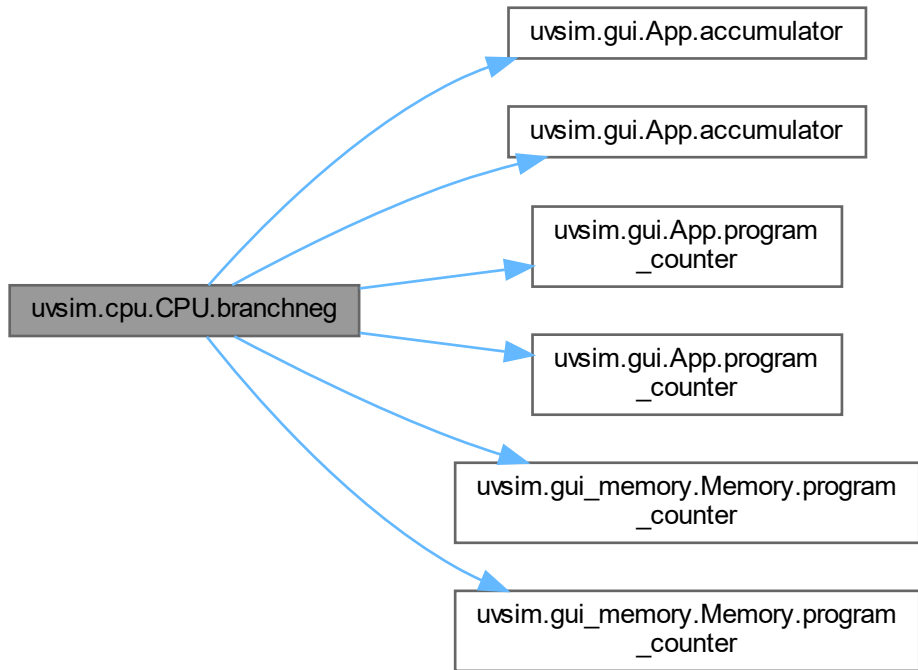 uvsim.gui.App.accumulator
uvsim.gui.App.accumulator
uvsim.gui.App.program
_counter
uvsim.cpu.CPU.branchneg
uvsim.gui.App.program
_counter
uvsim.gui_memory.Memory.program
_counter
uvsim.gui_memory.Memory.program
_counter